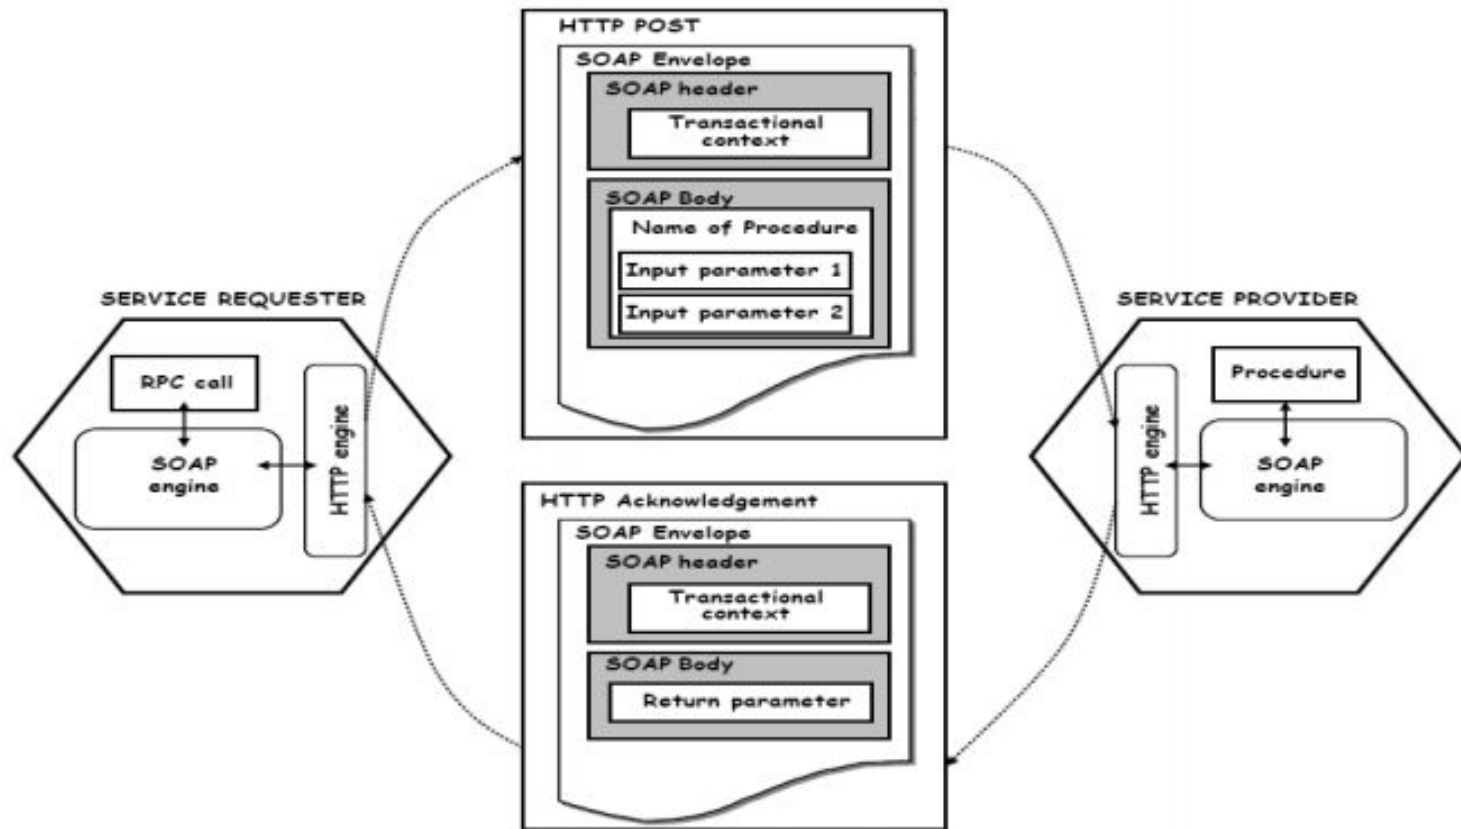 HTTP POST
SOAP Envelope
SOAP header
Transactional
context
SOAP Body
Name of Procedure
Input parameter 1
Input parameter 2
SERVICE REQUESTER
RPC call
SOAP
engine
HTTP engine
SERVICE PROVIDER
Procedure
HTTP engine
SOAP
engine
HTTP Acknowledgement
SOAP Envelope
SOAP header
Transactional
context
SOAP Body
Return parameter